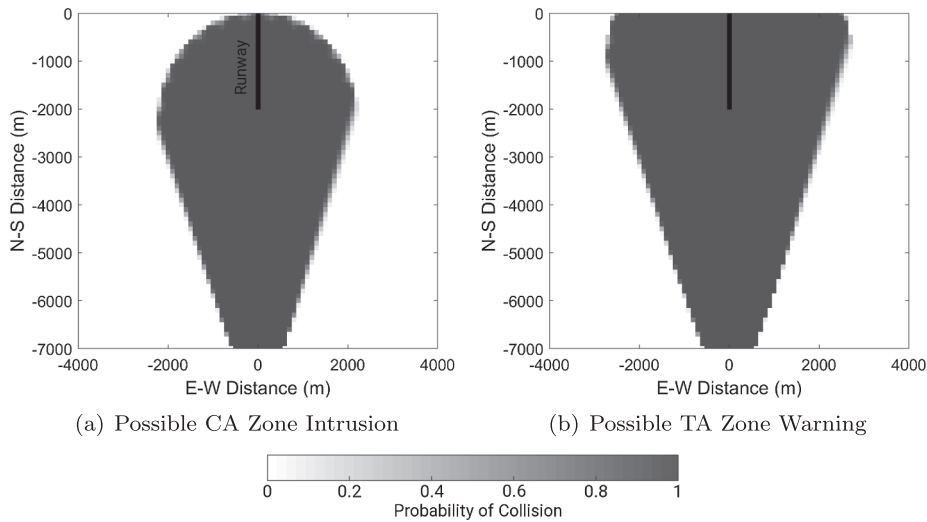 0
-1000
-2000
-3000
-4000
-5000
-6000
-7000
N-S Distance (m)
Runway
-4000 -2000 0 2000 4000
E-W Distance (m)
(a) Possible CA Zone Intrusion
0
-1000
-2000
-3000
-4000
-5000
-6000
-7000
N-S Distance (m)
-4000 -2000 0 2000 4000
E-W Distance (m)
(b) Possible TA Zone Warning
0 0.2 0.4 0.6 0.8 1
Probability of Collision